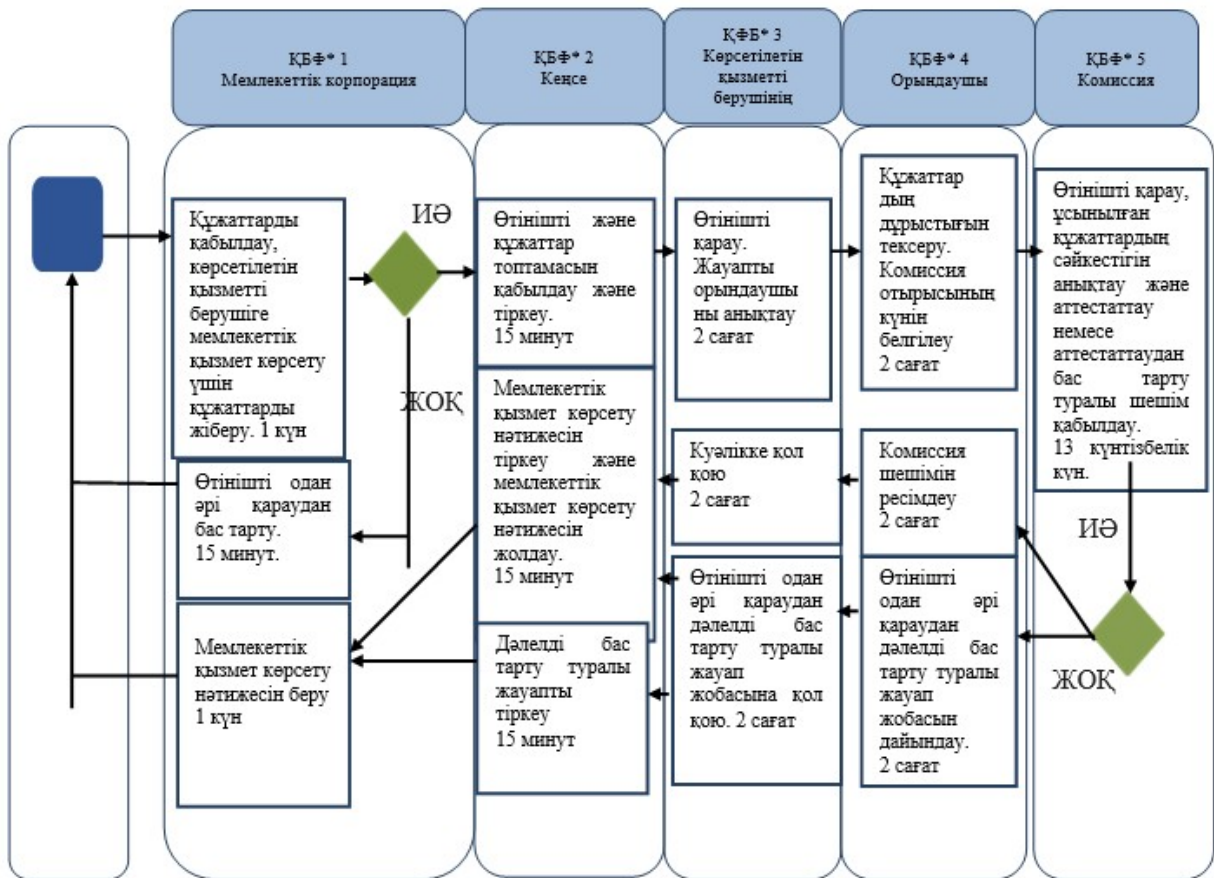 ҚБФ* 1
Мемлекеттік корпорация
ҚБФ* 2
Кеңсе
ҚФБ* 3
Көрсетілетін
қызметті
берушінің
ҚБФ* 4
Орындаушы
ҚБФ* 5
Комиссия
Құжаттарды
қабылдау,
көрсетілетін
қызметті
берушіге
мемлекеттік
қызмет көрсету
үшін
құжаттарды
жіберу. 1 күн
ИӘ
ЖОҚ
Өтінішті одан
әрі қараудан
бас тарту.
15 минут.
Мемлекеттік
қызмет көрсету
нәтижесін беру
1 күн
Өтінішті және
құжаттар
топтамасын
қабылдау және
тіркеу.
15 минут
Мемлекеттік
қызмет көрсету
нәтижесін
тіркеу және
мемлекеттік
қызмет көрсету
нәтижесін
жолдау.
15 минут
Дәлелді бас
тарту туралы
жауапты
тіркеу
15 минут
Өтінішті
қарау.
Жауапты
орындаушы
ны анықтау
2 сағат
Куәлікке қол
қою
2 сағат
Өтінішті одан
әрі қараудан
дәлелді бас
тарту туралы
жауап
жобасына қол
қою. 2 сағат
Құжаттар
дың
дұрыстығын
тексеру.
Комиссия
отырысының
күнін
белгілеу
2 сағат
Комиссия
шешімін
ресімдеу
2 сағат
Өтінішті
одан әрі
қараудан
дәлелді бас
тарту туралы
жауап
жобасын
дайындау.
2 сағат
Өтінішті қарау,
ұсынылған
құжаттардың
сәйкестігін
анықтау және
аттестаттау
немесе
аттестаттаудан
бас тарту
туралы шешім
қабылдау.
13 күнтізбелік
күн.
ИӘ
ЖОҚ